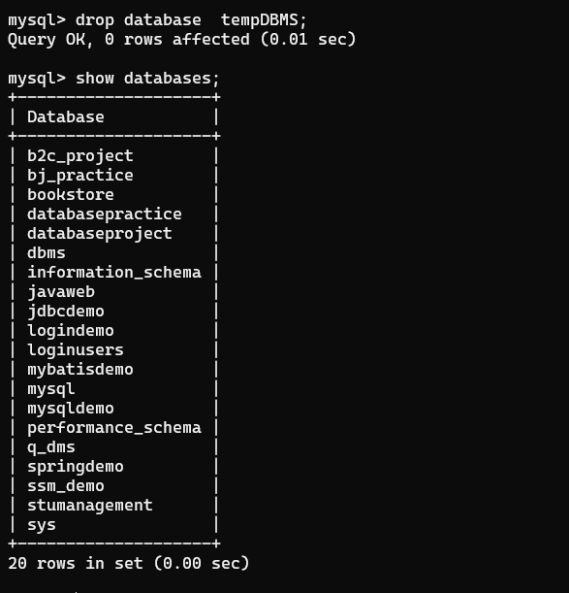 mysql> drop database  tempDBMS;
Query OK, 0 rows affected (0.01 sec)
mysql> show databases;
+--------------------+
| Database           |
+--------------------+
| b2c_project        |
| bj_practice        |
| bookstore          |
| databasepractice   |
| databaseproject    |
| dbms               |
| information_schema |
| javaweb            |
| jdbcdemo           |
| logindemo          |
| loginusers         |
| mybatisdemo        |
| mysql              |
| mysqldemo          |
| performance_schema |
| q_dms              |
| springdemo         |
| ssm_demo           |
| stumanagement      |
| sys                |
+--------------------+
20 rows in set (0.00 sec)